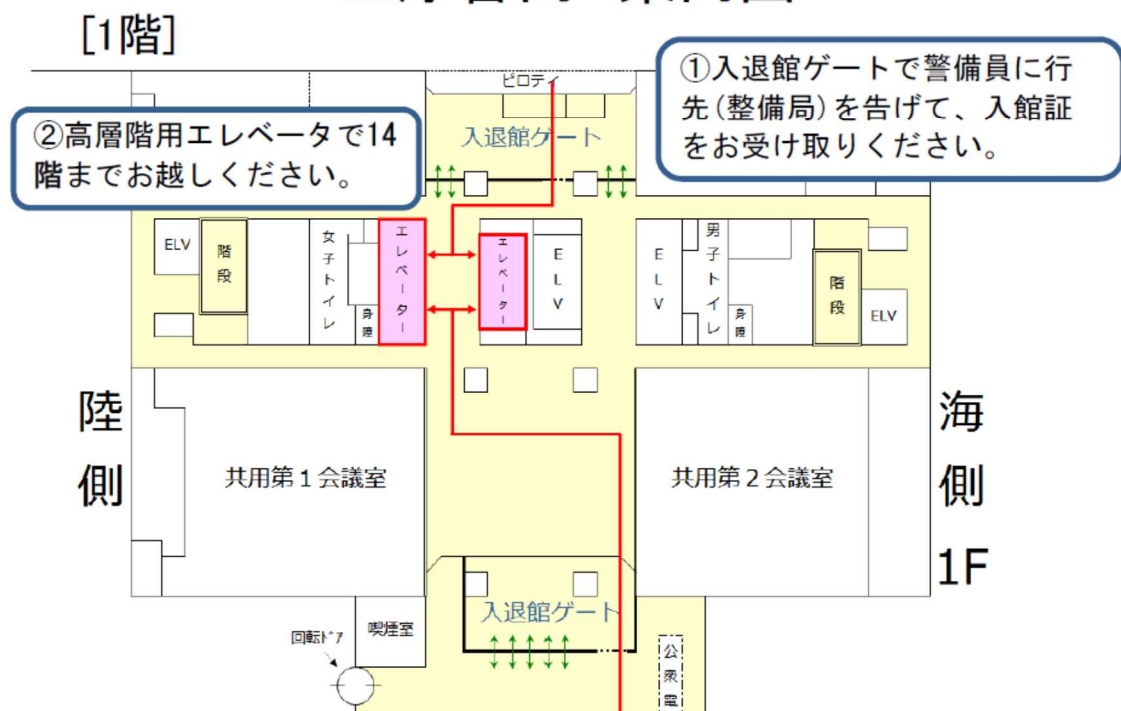 [1階]
①入退館ゲートで警備員に行
先(整備局)を告げて、入館証
をお受け取りください。
②高層階用エレベータで14
階までお越しください。
ピロティ
入退館ゲート
ELV
階段
女子トイレ
身障
エレベーター
エレベーター
ELV
ELV
男子トイレ
身障
階段
ELV
陸側
共用第1会議室
共用第2会議室
海側
1F
入退館ゲート
喫煙室
回転ドア
公衆電